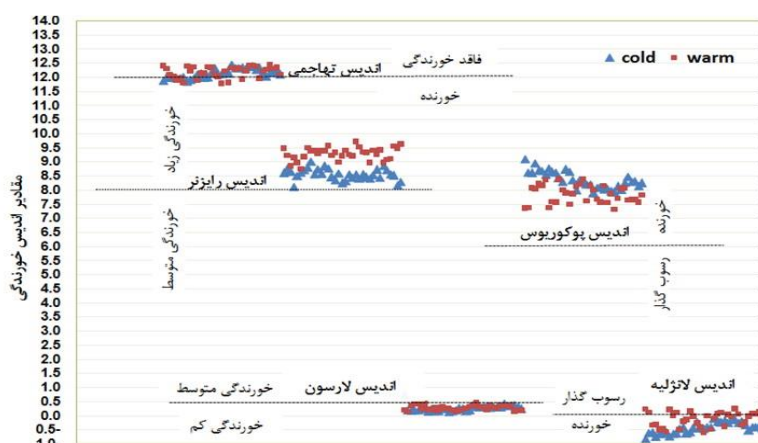 14.0
13.5
13.0
12.5
12.0
11.5
11.0
10.5
10.0
9.5
9.0
8.5
8.0
7.5
7.0
6.5
6.0
5.5
5.0
4.5
4.0
3.5
3.0
2.5
2.0
1.5
1.0
0.5
0.0
0.5-
1.0
مقادیر اندیس خورندگی
cold warm
اندیس تهاجمی
فاقد خورندگی
خورنده
خورندگی زیاد
اندیس رایزنر
خورندگی متوسط
اندیس پوکوریوس
خورنده
رسوب گذار
خورندگی متوسط
اندیس لارسون
خورندگی کم
اندیس لانژلیه
رسوب گذار
خورنده